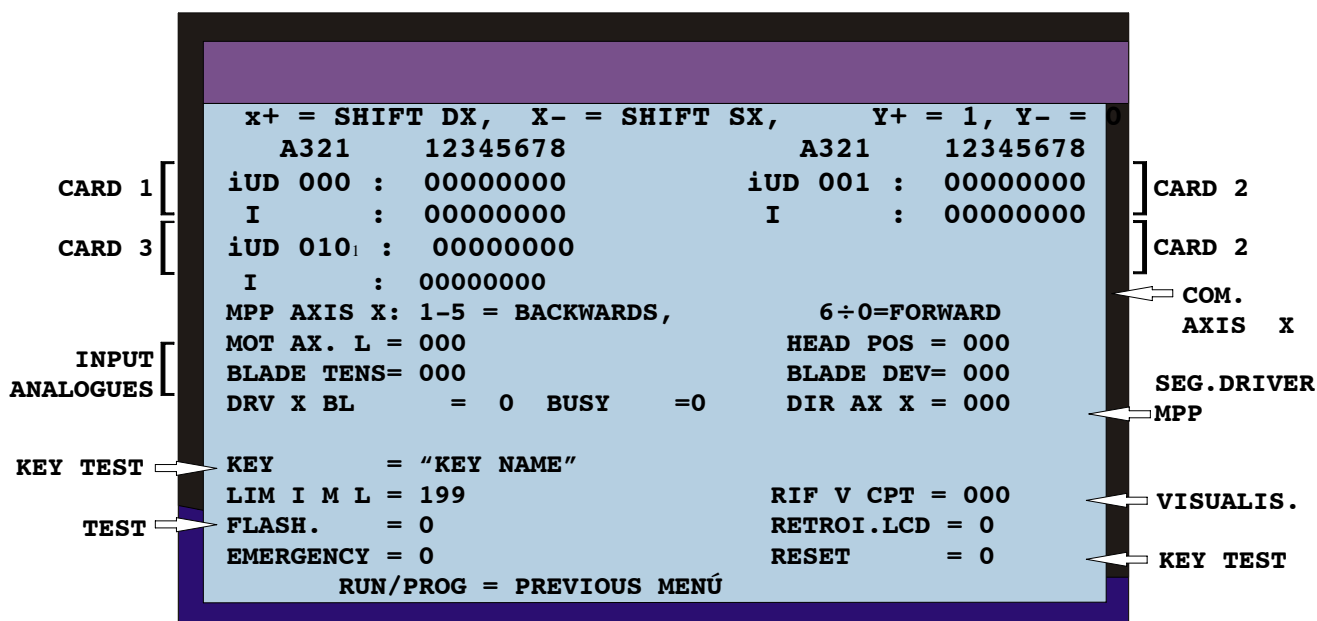 x+ = SHIFT DX, X- = SHIFT SX, Y+ = 1, Y- = 0
A321 12345678 A321 12345678
CARD 1 iUD 000 : 00000000 iUD 001 : 00000000 CARD 2
I : 00000000 I : 00000000
CARD 3 iUD 0101 : 00000000 CARD 2
I : 00000000
MPP AXIS X: 1-5 = BACKWARDS, 6÷0=FORWARD COM. AXIS X
INPUT ANALOGUES
MOT AX. L = 000 HEAD POS = 000
BLADE TENS= 000 BLADE DEV= 000
DRV X BL = 0 BUSY =0 DIR AX X = 000
SEG.DRIVER
MPP
KEY TEST KEY = “KEY NAME”
LIM I M L = 199 RIF V CPT = 000 VISUALIS.
TEST FLASH. = 0 RETROI.LCD = 0
EMERGENCY = 0 RESET = 0 KEY TEST
RUN/PROG = PREVIOUS MENÚ